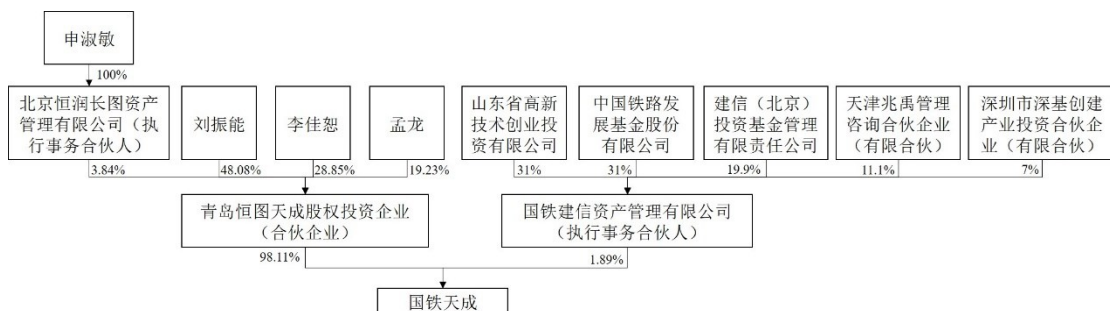 申淑敏
100%
北京恒润长图资产
管理有限公司（执
行事务合伙人）
刘振能
李佳恕
孟龙
山东省高新
技术创业投
资有限公司
中国铁路发
展基金股份
有限公司
建信（北京）
投资基金管理
有限责任公司
天津兆禹管理
咨询合伙企业
（有限合伙）
深圳市深基创建
产业投资合伙企
业（有限合伙）
3.84%
48.08%
28.85%
19.23%
31%
31%
19.9%
11.1%
7%
青岛恒图天成股权投资企业
（合伙企业）
国铁建信资产管理有限公司
（执行事务合伙人）
98.11%
1.89%
国铁天成